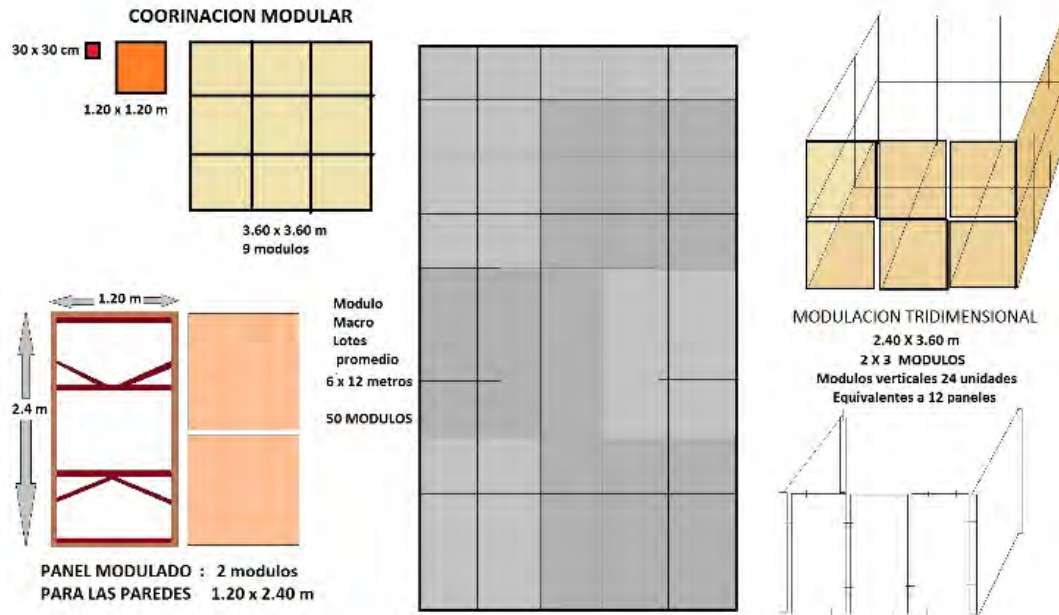 COORINACION MODULAR
30 x 30 cm
1.20 x 1.20 m
3.60 x 3.60 m
9 modulos
1.20 m
2.4 m
PANEL MODULADO : 2 modulos
PARA LAS PAREDES 1.20 x 2.40 m
Modulo
Macro
Lotes
promedio
6 x 12 metros
50 MODULOS
MODULACION TRIDIMENSIONAL
2.40 X 3.60 m
2 X 3 MODULOS
Modulos verticales 24 unidades
Equivalentes a 12 paneles